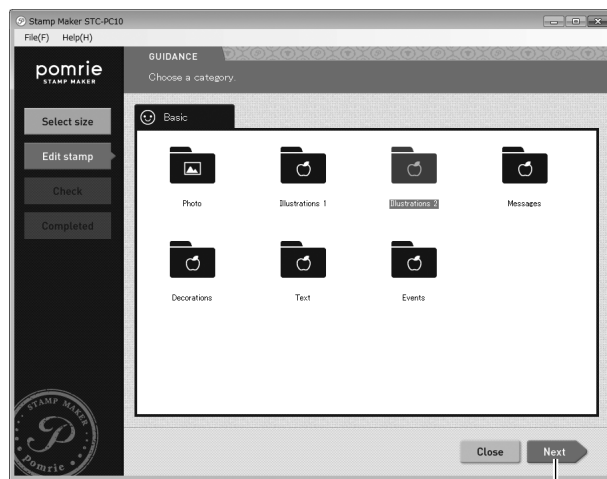 Stamp Maker STC-PC10
File(F) Help(H)
pomrie
STAMP MAKER
GUIDANCE
Choose a category.
Select size
Edit stamp
Check
Completed
Basic
Photo
Illustrations 1
Illustrations 2
Messages
Decorations
Text
Events
STAMP MAKER
P
Pomrie
Close
Next